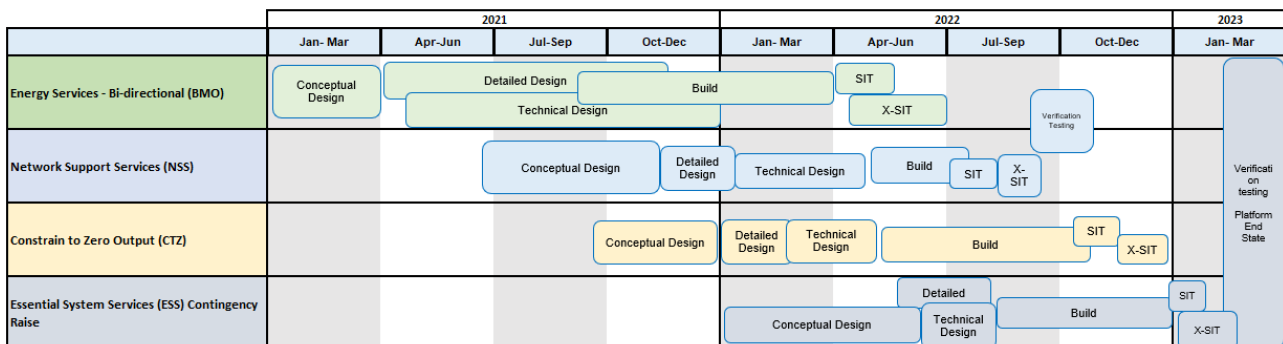 2021 2022 2023
Jan- Mar Apr-Jun Jul-Sep Oct-Dec Jan- Mar Apr-Jun Jul-Sep Oct-Dec Jan- Mar
Energy Services - Bi-directional (BMO)
Conceptual
Design
Detailed Design
Technical Design
Build
SIT
X-SIT
Verification
Testing
Network Support Services (NSS)
Conceptual Design
Detailed
Design
Technical Design
Build
SIT
X-
SIT
Constrain to Zero Output (CTZ)
Conceptual Design
Detailed
Design
Technical
Design
Build
SIT
X-SIT
Essential System Services (ESS) Contingency
Raise
Conceptual Design
Detailed
Technical
Design
Build
SIT
X-SIT
Verificati
on
testing
Platform
End
State